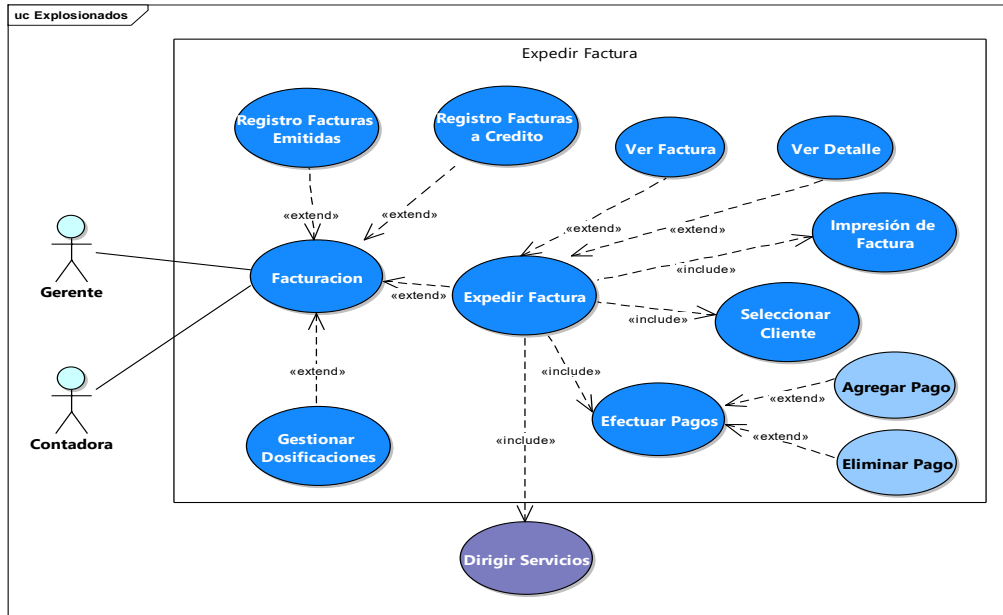 uc Explosionados
Expedir Factura
Registro Facturas
Emitidas
Registro Facturas
a Credito
Ver Factura
Ver Detalle
Impresión de
Factura
«extend»
«extend»
«extend»
«extend»
«include»
Gerente
Facturacion
«extend»
Expedir Factura
«include»
Seleccionar
Cliente
«extend»
«include»
Agregar Pago
«extend»
Contadora
Gestionar
Dosificaciones
«include»
Efectuar Pagos
«extend»
Eliminar Pago
Dirigir Servicios